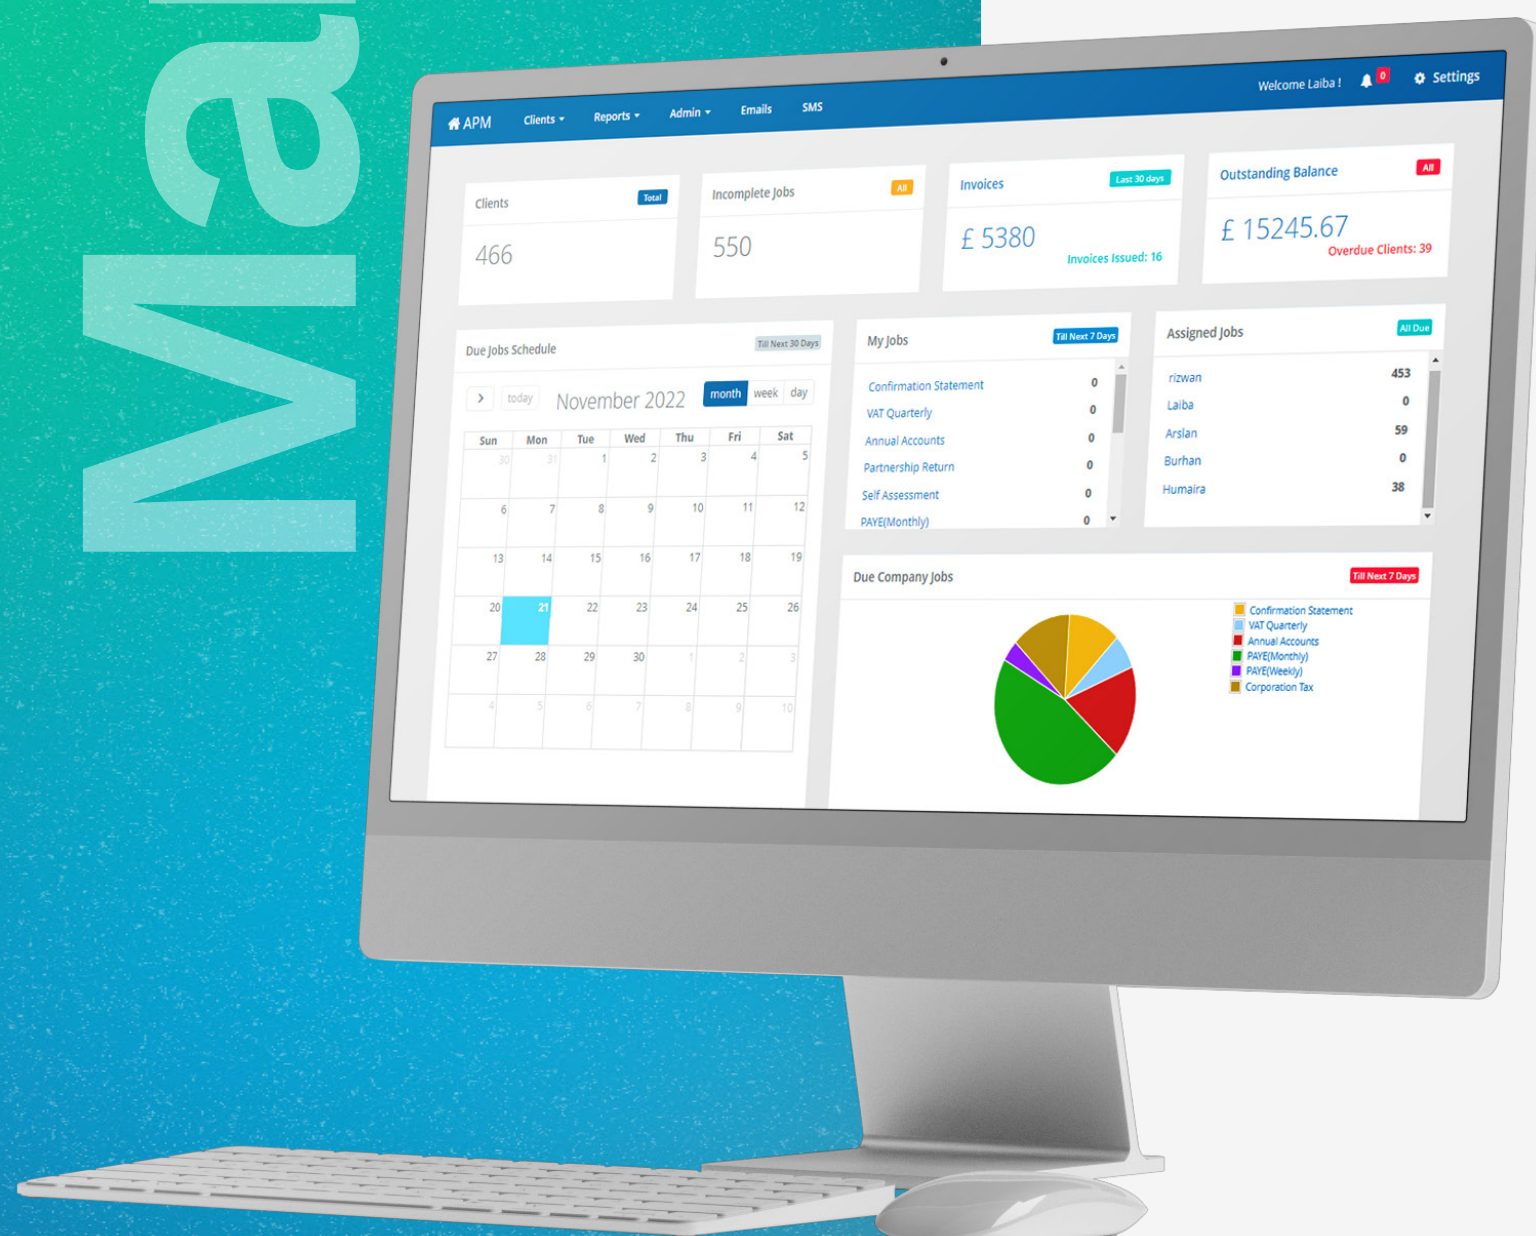 Ma
APM Clients Reports Admin Emails SMS Welcome Laiba ! 0 Settings
Clients Total
466
Incomplete Jobs All
550
Invoices Last 30 days
£ 5380
Invoices Issued: 16
Outstanding Balance All
£ 15245.67
Overdue Clients: 39
Due Jobs Schedule Till Next 30 Days
> today November 2022 month week day
Sun Mon Tue Wed Thu Fri Sat
30 31 1 2 3 4 5
6 7 8 9 10 11 12
13 14 15 16 17 18 19
20 21 22 23 24 25 26
27 28 29 30 1 2 3
4 5 6 7 8 9 10
My Jobs Till Next 7 Days
Confirmation Statement 0
VAT Quarterly 0
Annual Accounts 0
Partnership Return 0
Self Assessment 0
PAYE(Monthly) 0
Assigned Jobs All Due
rizwan 453
Laiba 0
Arslan 59
Burhan 0
Humaira 38
Due Company Jobs Till Next 7 Days
Confirmation Statement
VAT Quarterly
Annual Accounts
PAYE(Monthly)
PAYE(Weekly)
Corporation Tax